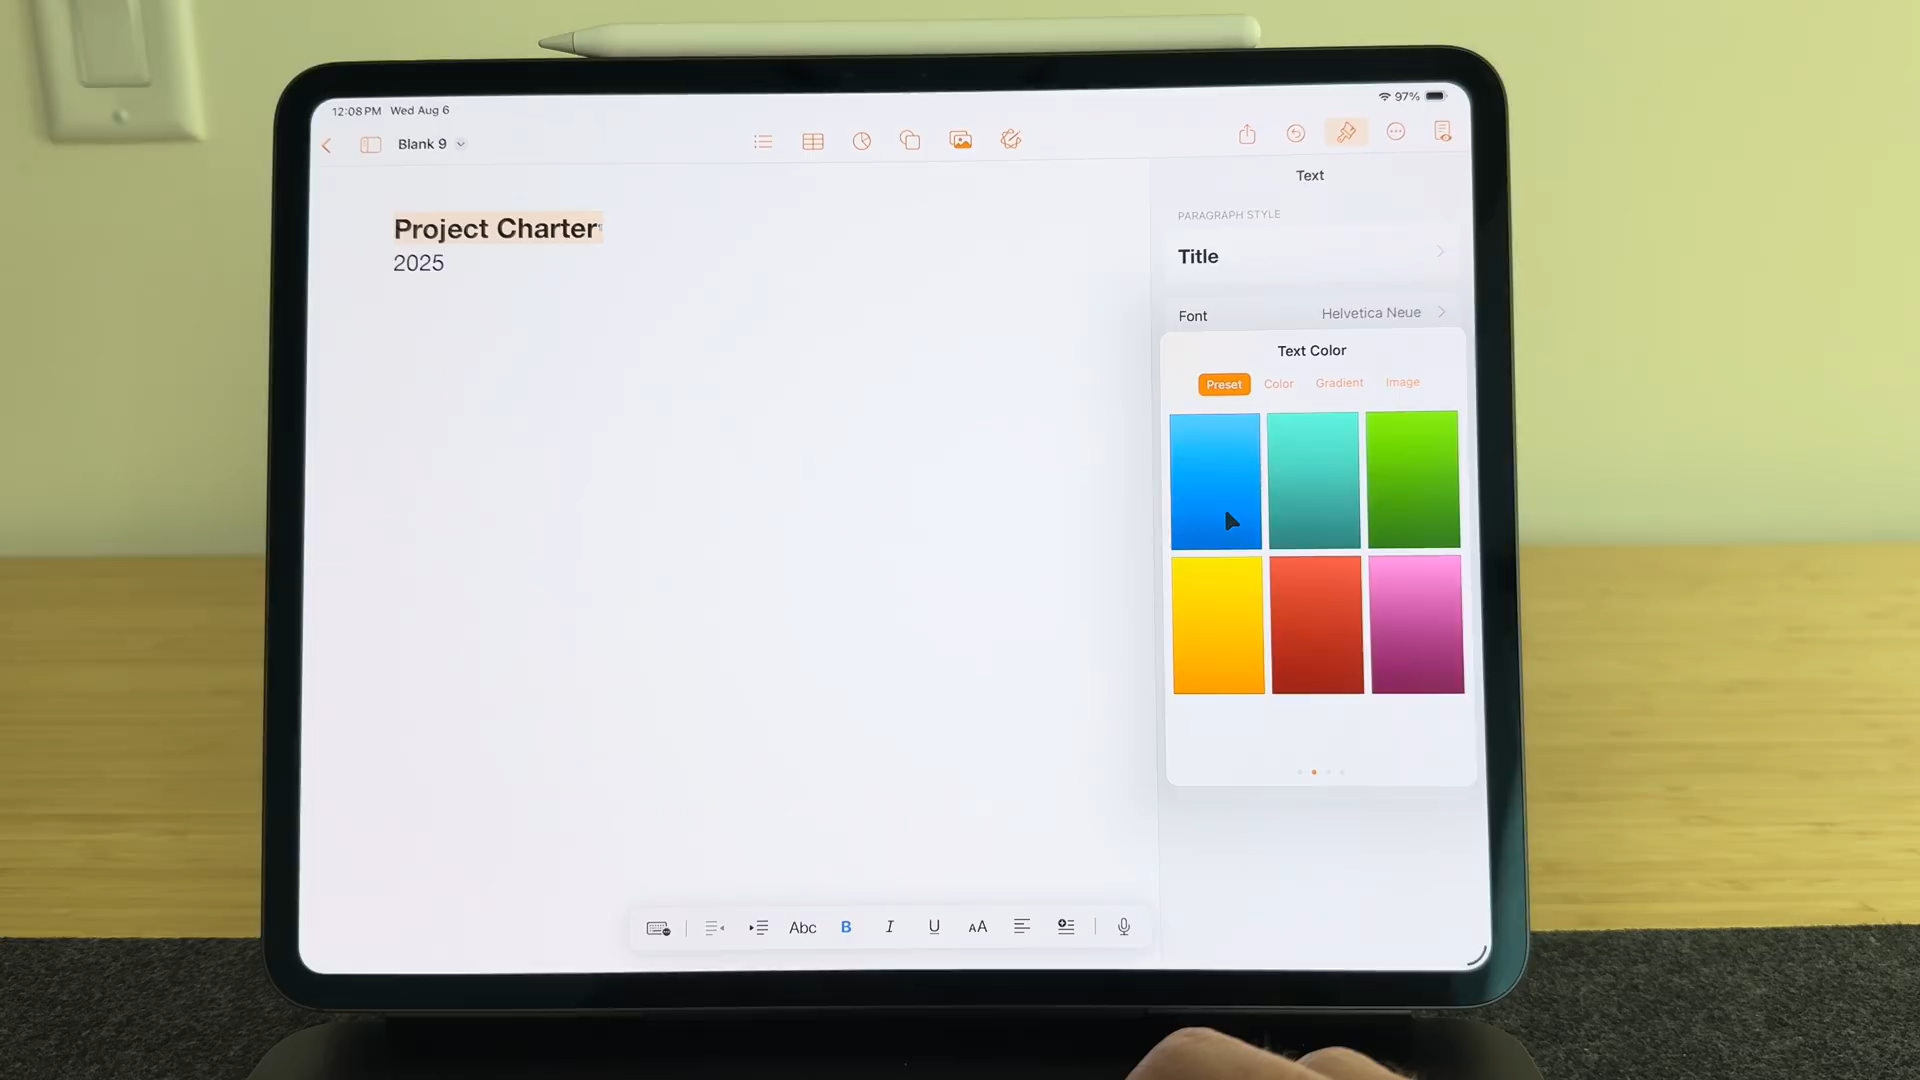 12:08 PM Wed Aug 6
97%
Blank 9
Text
PARAGRAPH STYLE
Project Charter
Title
2025
Font Helvetica Neue
Text Color
Preset Color Gradient Image
Abc B I U AA